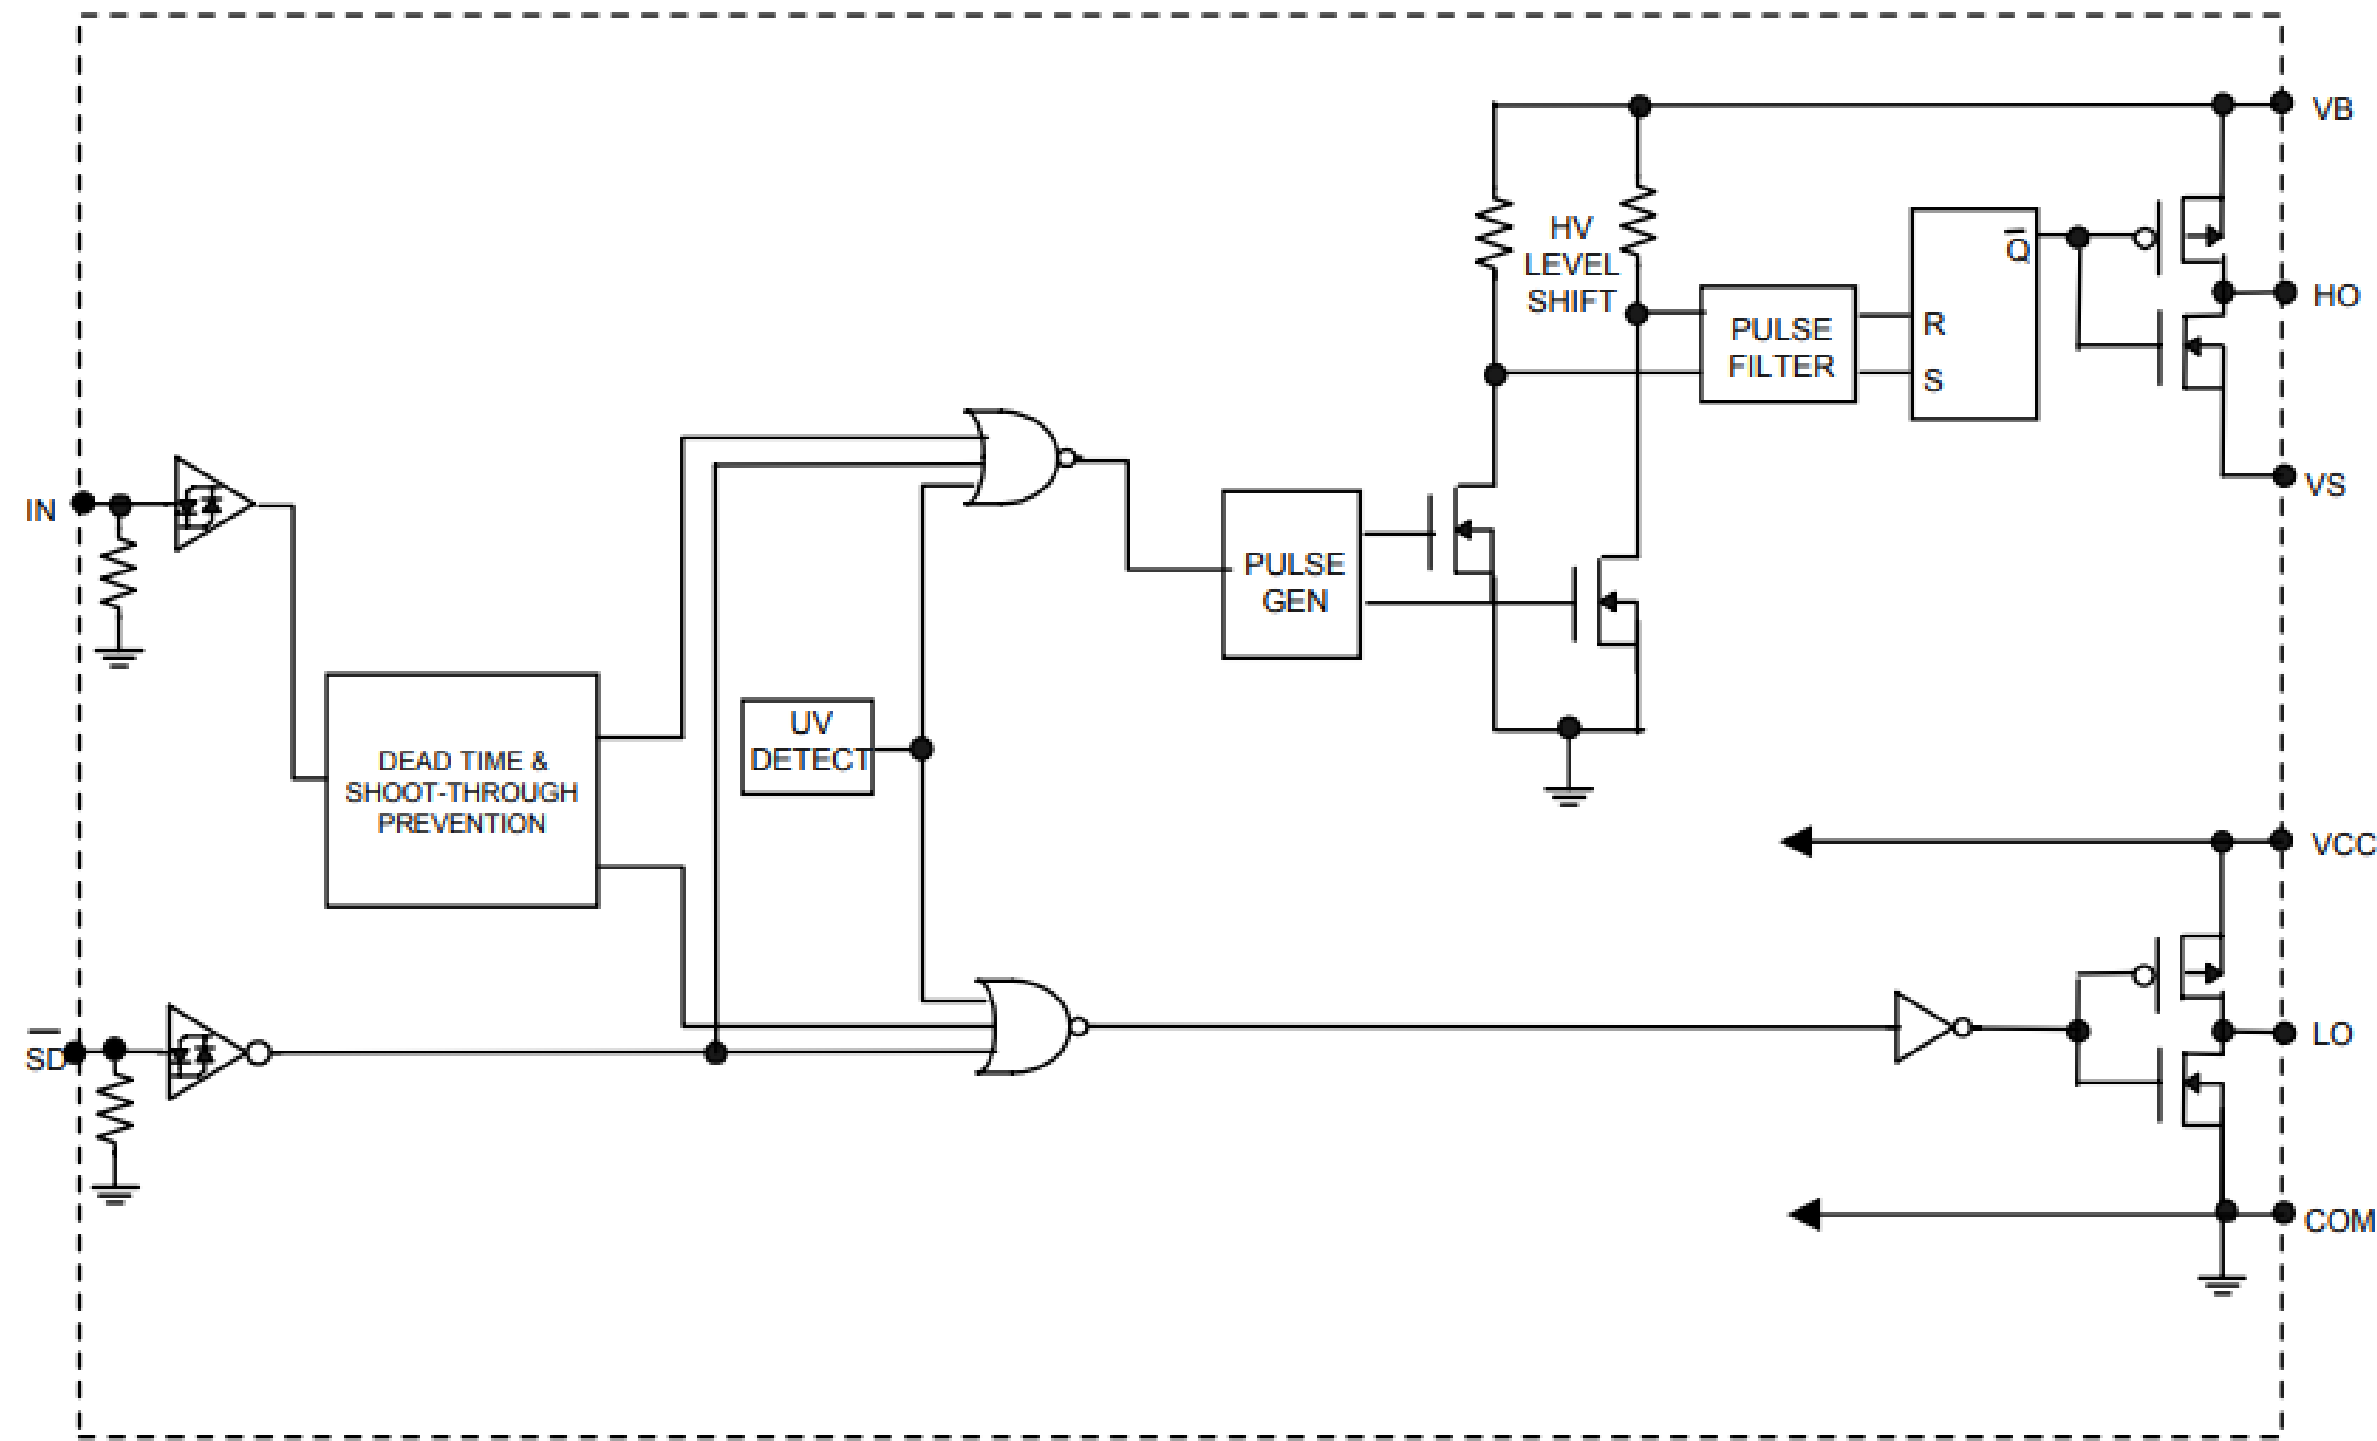 VB
HV
LEVEL
SHIFT
Q̅
HO
PULSE
FILTER
R
S
VS
IN
PULSE
GEN
UV
DETECT
DEAD TIME &
SHOOT-THROUGH
PREVENTION
VCC
S̅D̅
LO
COM